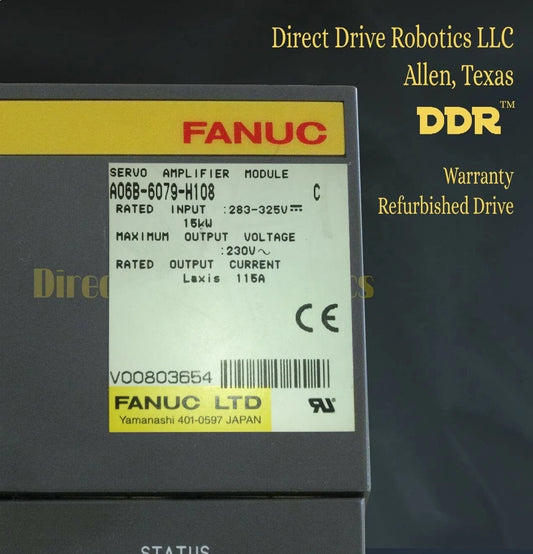 Direct Drive Robotics LLC
Allen, Texas
DDR™
Warranty
Refurbished Drive
FANUC
SERVO AMPLIFIER MODULE
A06B-6079-H108 C
RATED INPUT :283-325V⎓
15kW
MAXIMUM OUTPUT VOLTAGE
:230V~
RATED OUTPUT CURRENT
Laxis 115A
CE
V00803654
FANUC LTD
Yamanashi 401-0597 JAPAN
STATUS